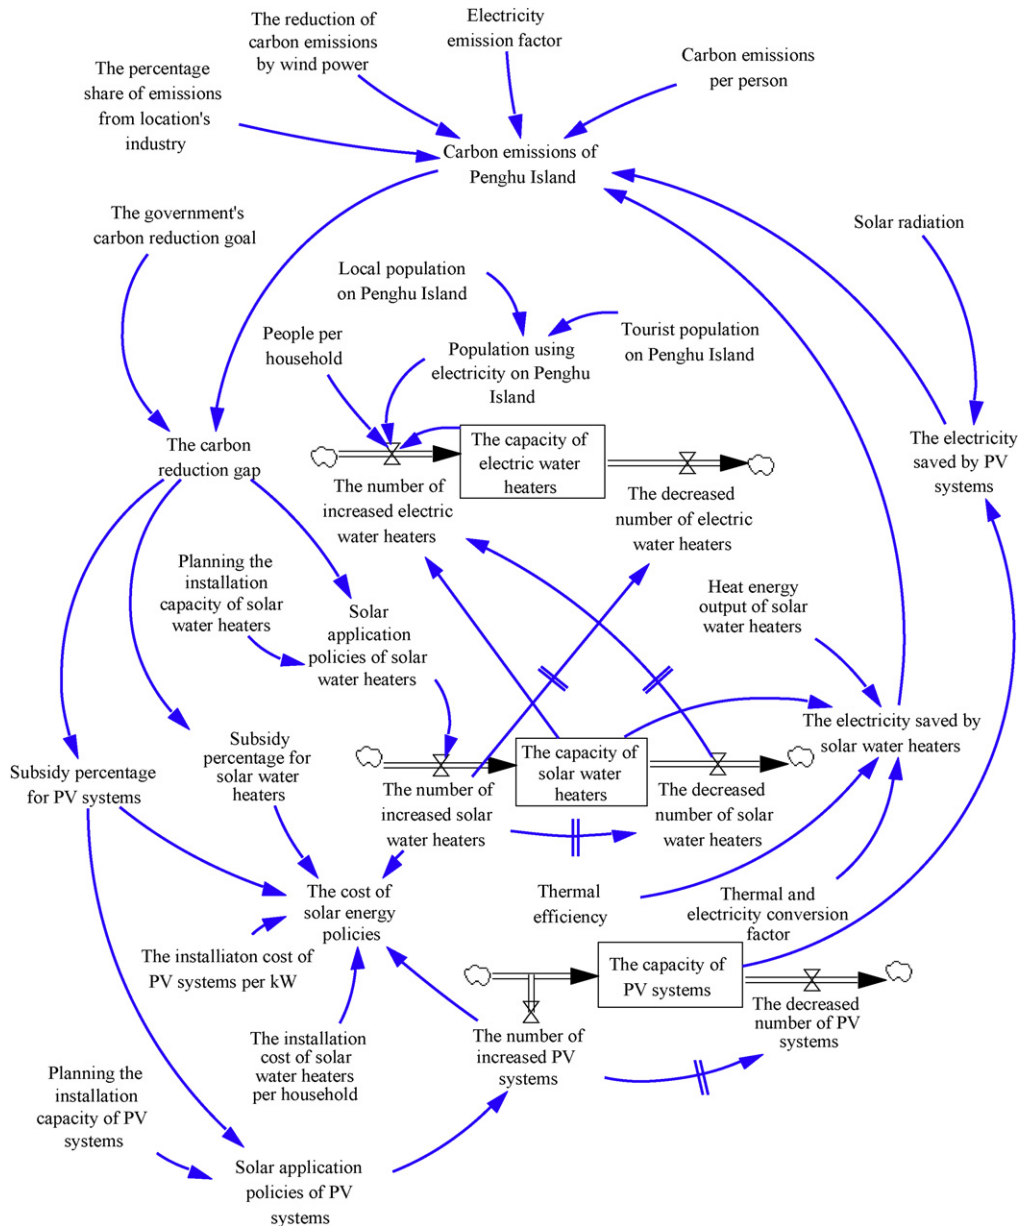 The reduction of
carbon emissions
by wind power
Electricity
emission factor
Carbon emissions
per person
The percentage
share of emissions
from location's
industry
Carbon emissions of
Penghu Island
The government's
carbon reduction goal
Solar radiation
Local population
on Penghu Island
People per
household
Tourist population
on Penghu Island
Population using
electricity on Penghu
Island
The carbon
reduction gap
The capacity of
electric water
heaters
The electricity
saved by PV
systems
The number of
increased electric
water heaters
The decreased
number of electric
water heaters
Planning the
installation
capacity of solar
water heaters
Solar
application
policies of solar
water heaters
Heat energy
output of solar
water heaters
The electricity saved by
solar water heaters
Subsidy percentage
for PV systems
Subsidy
percentage for
solar water
heaters
The number of
increased solar
water heaters
The capacity of
solar water
heaters
The decreased
number of solar
water heaters
The cost of
solar energy
policies
Thermal
efficiency
Thermal and
electricity conversion
factor
The installiaton cost of
PV systems per kW
The capacity of
PV systems
The decreased
number of PV
systems
The installation
cost of solar
water heaters
per household
The number of
increased PV
systems
Planning the
installation
capacity of PV
systems
Solar application
policies of PV
systems